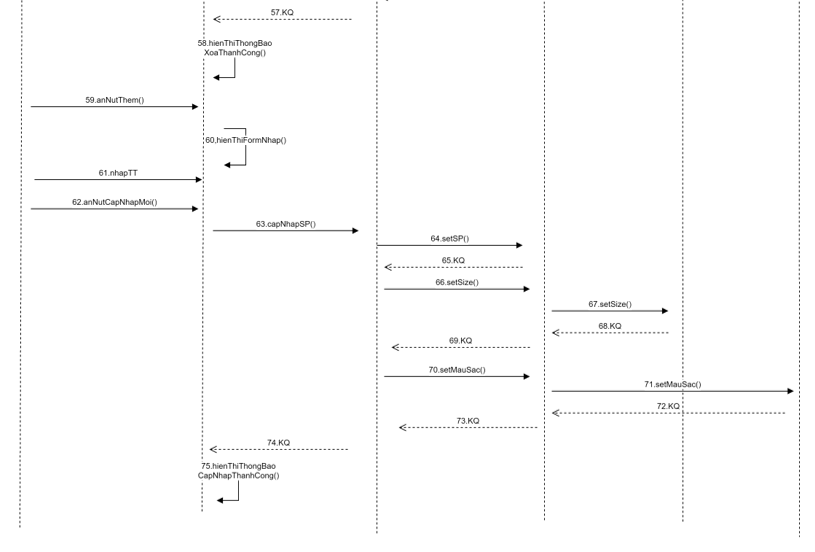 57.KQ
58.hienThiThongBao
XoaThanhCong()
59.anNutThem()
60.hienThiFormNhap()
61.nhapTT
62.anNutCapNhapMoi()
63.capNhapSP()
64.setSP()
65.KQ
66.setSize()
67.setSize()
68.KQ
69.KQ
70.setMauSac()
71.setMauSac()
72.KQ
73.KQ
74.KQ
75.hienThiThongBao
CapNhapThanhCong()